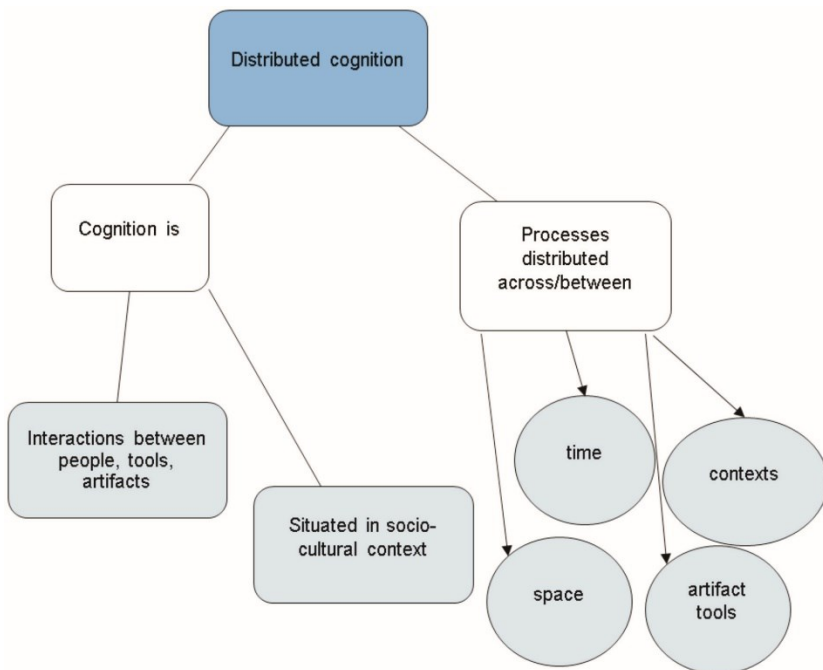 Distributed cognition
Cognition is
Processes
distributed
across/between
Interactions between
people, tools,
artifacts
Situated in socio-
cultural context
time
contexts
space
artifact
tools